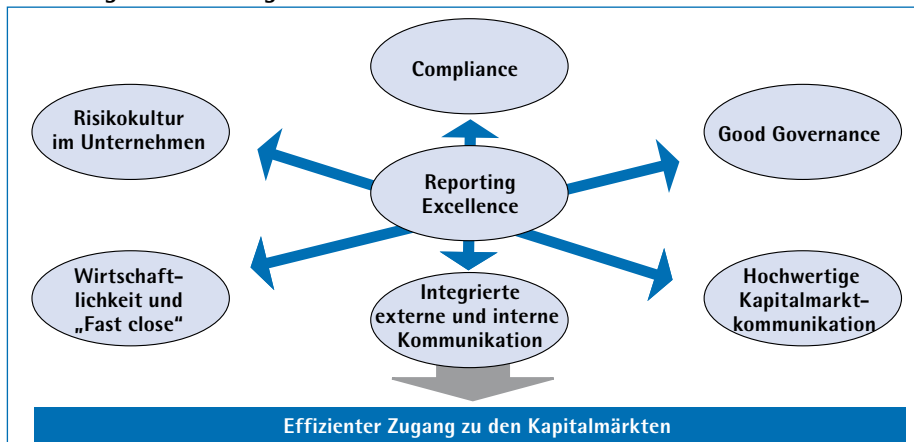 Compliance
Risikokultur
im Unternehmen
Good Governance
Reporting
Excellence
Wirtschaft-
lichkeit und
„Fast close“
Integrierte
externe und interne
Kommunikation
Hochwertige
Kapitalmarkt-
kommunikation
Effizienter Zugang zu den Kapitalmärkten